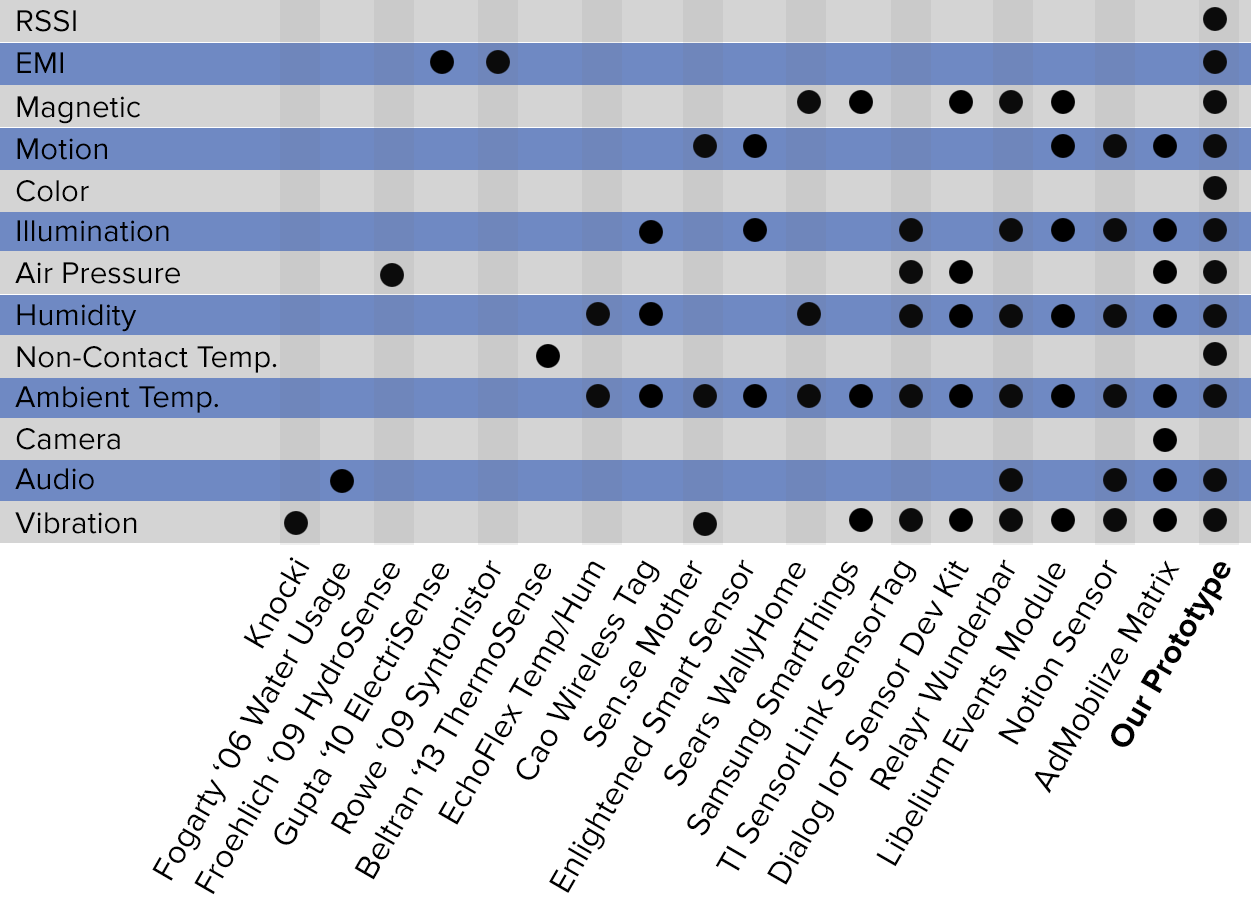 RSSI
EMI
Magnetic
Motion
Color
Illumination
Air Pressure
Humidity
Non-Contact Temp.
Ambient Temp.
Camera
Audio
Vibration
Knocki
Fogarty ‘06 Water Usage
Froehlich ‘09 HydroSense
Gupta ‘10 ElectriSense
Rowe ‘09 Syntonistor
Beltran ‘13 ThermoSense
EchoFlex Temp/Hum
Cao Wireless Tag
Sen.se Mother
Enlightened Smart Sensor
Sears WallyHome
Samsung SmartThings
TI SensorLink SensorTag
Dialog IoT Sensor Dev Kit
Relayr Wunderbar
Libelium Events Module
Notion Sensor
AdMobilize Matrix
Our Prototype